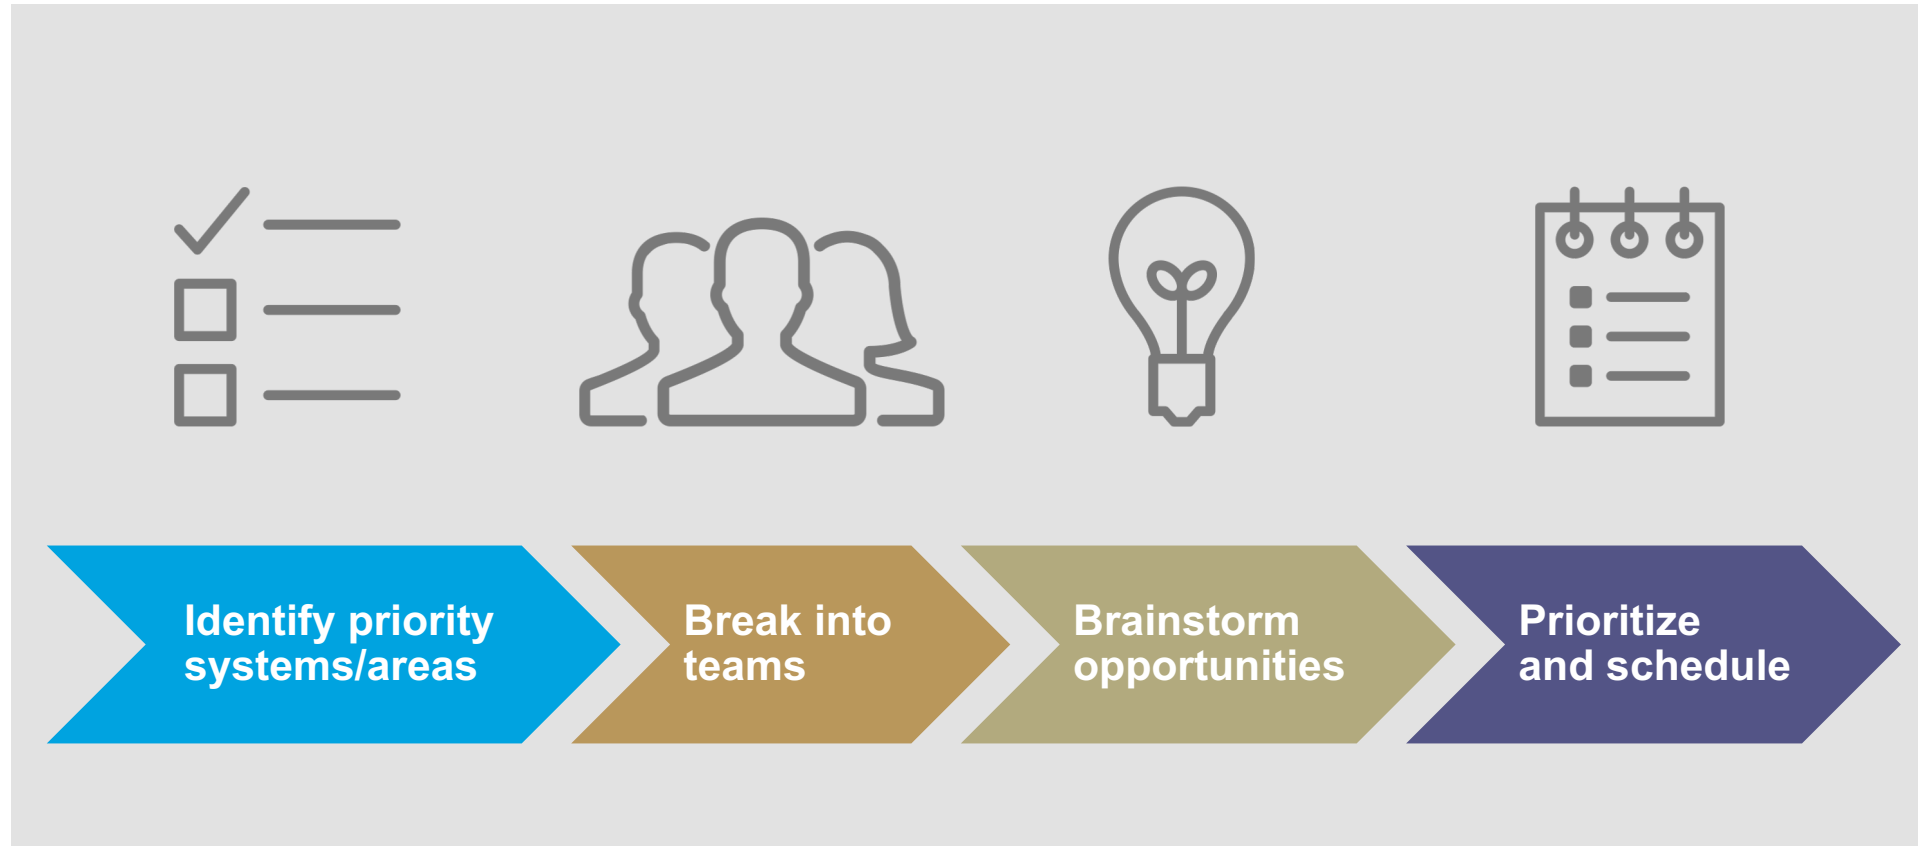 Identify priority
systems/areas
Break into
teams
Brainstorm
opportunities
Prioritize
and schedule